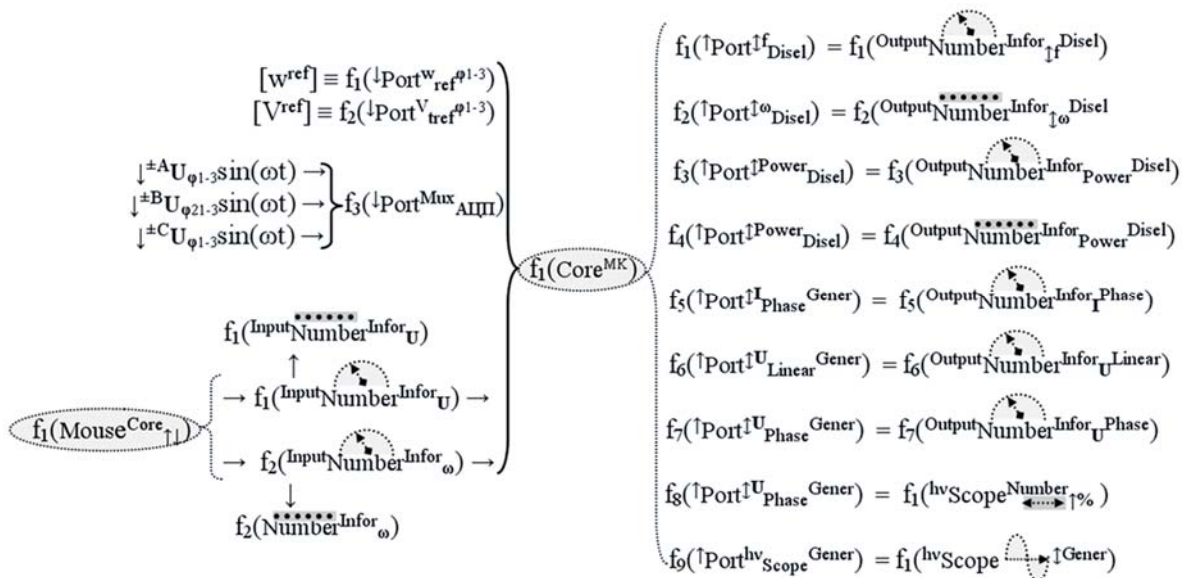 [w^ref] ≡ f₁(↓Port^w_ref^φ1-3)
[V^ref] ≡ f₂(↓Port^V_tref^φ1-3)
↓^±A U_φ1-3 sin(ωt) →
↓^±B U_φ21-3 sin(ωt) →
↓^±C U_φ1-3 sin(ωt) →
f₃(↓Port^Mux_АЦП)
f₁(^Input Number^Infor_U)
↑
→ f₁(^Input Number^Infor_U) →
f₁(Mouse^Core_↑↓)
→ f₂(^Input Number^Infor_ω) →
↓
f₂(Number^Infor_ω)
f₁(Core^MK)
f₁(↑Port^↕f_Disel) = f₁(^Output Number^Infor_↕f^Disel)
f₂(↑Port^↕ω_Disel) = f₂(^Output Number^Infor_↕ω^Disel
f₃(↑Port^↕Power_Disel) = f₃(^Output Number^Infor_Power^Disel)
f₄(↑Port^↕Power_Disel) = f₄(^Output Number^Infor_Power^Disel)
f₅(↑Port^↕I_Phase^Gener) = f₅(^Output Number^Infor_I^Phase)
f₆(↑Port^↕U_Linear^Gener) = f₆(^Output Number^Infor_U^Linear)
f₇(↑Port^↕U_Phase^Gener) = f₇(^Output Number^Infor_U^Phase)
f₈(↑Port^↕U_Phase^Gener) = f₁(^hv Scope^Number_↑%)
f₉(↑Port^hv_Scope^Gener) = f₁(^hv Scope ↕^Gener)